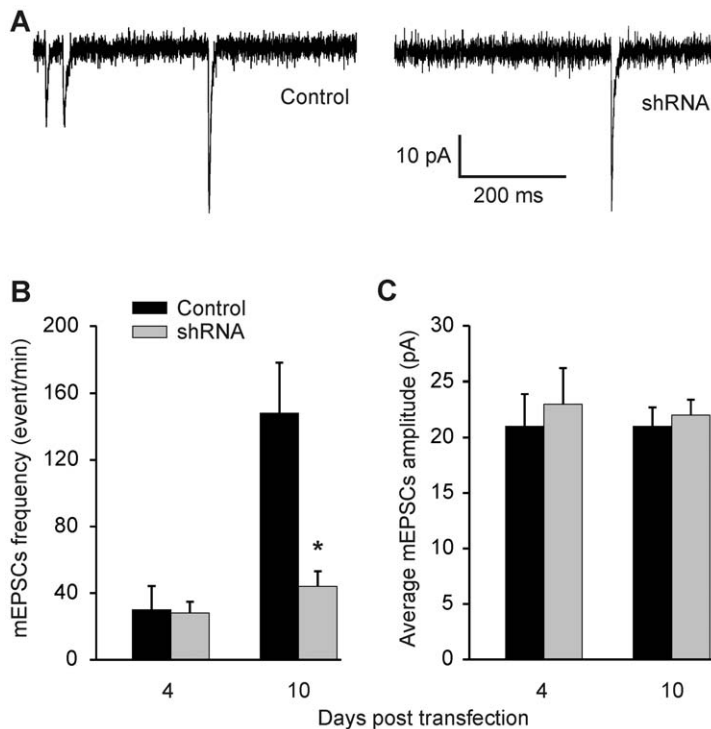 A
Control
shRNA
10 pA
200 ms
B
Control
shRNA
mEPSCs frequency (event/min)
200
160
120
80
40
0
*
4
10
C
Average mEPSCs amplitude (pA)
30
25
20
15
10
5
0
4
10
Days post transfection